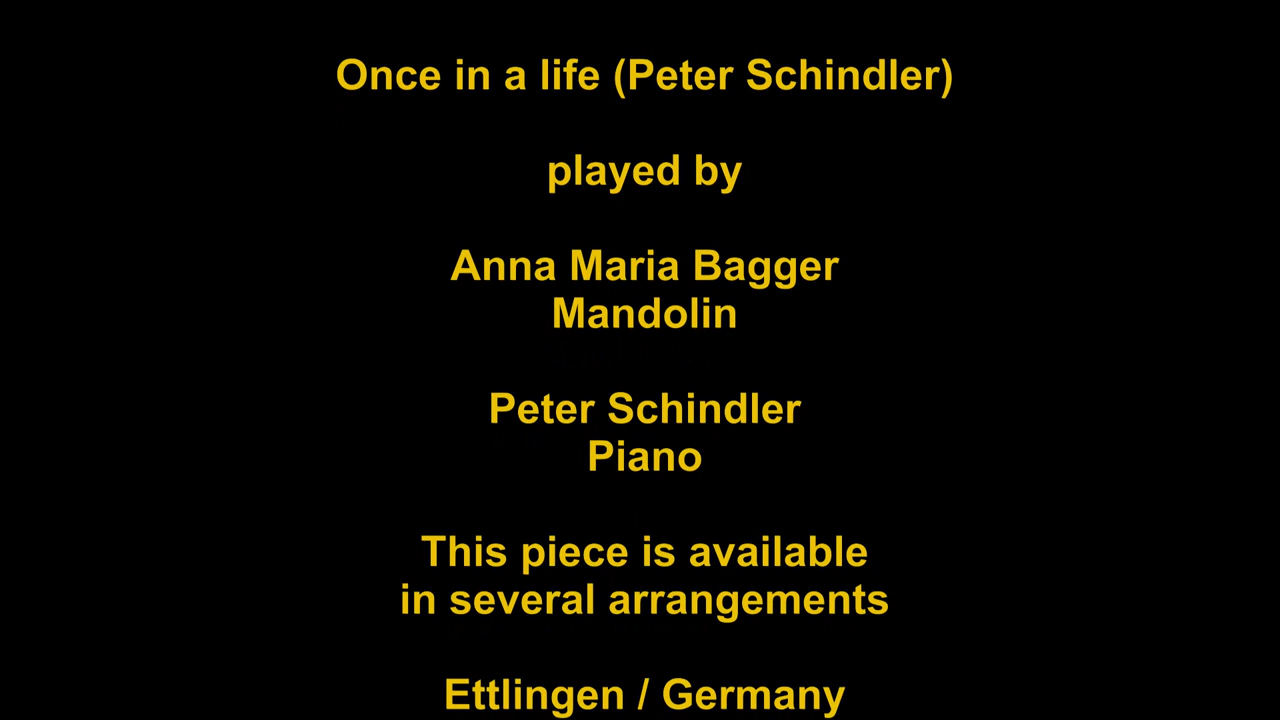 Once in a life (Peter Schindler)
played by
Anna Maria Bagger
Mandolin
Peter Schindler
Piano
This piece is available
in several arrangements
Ettlingen / Germany